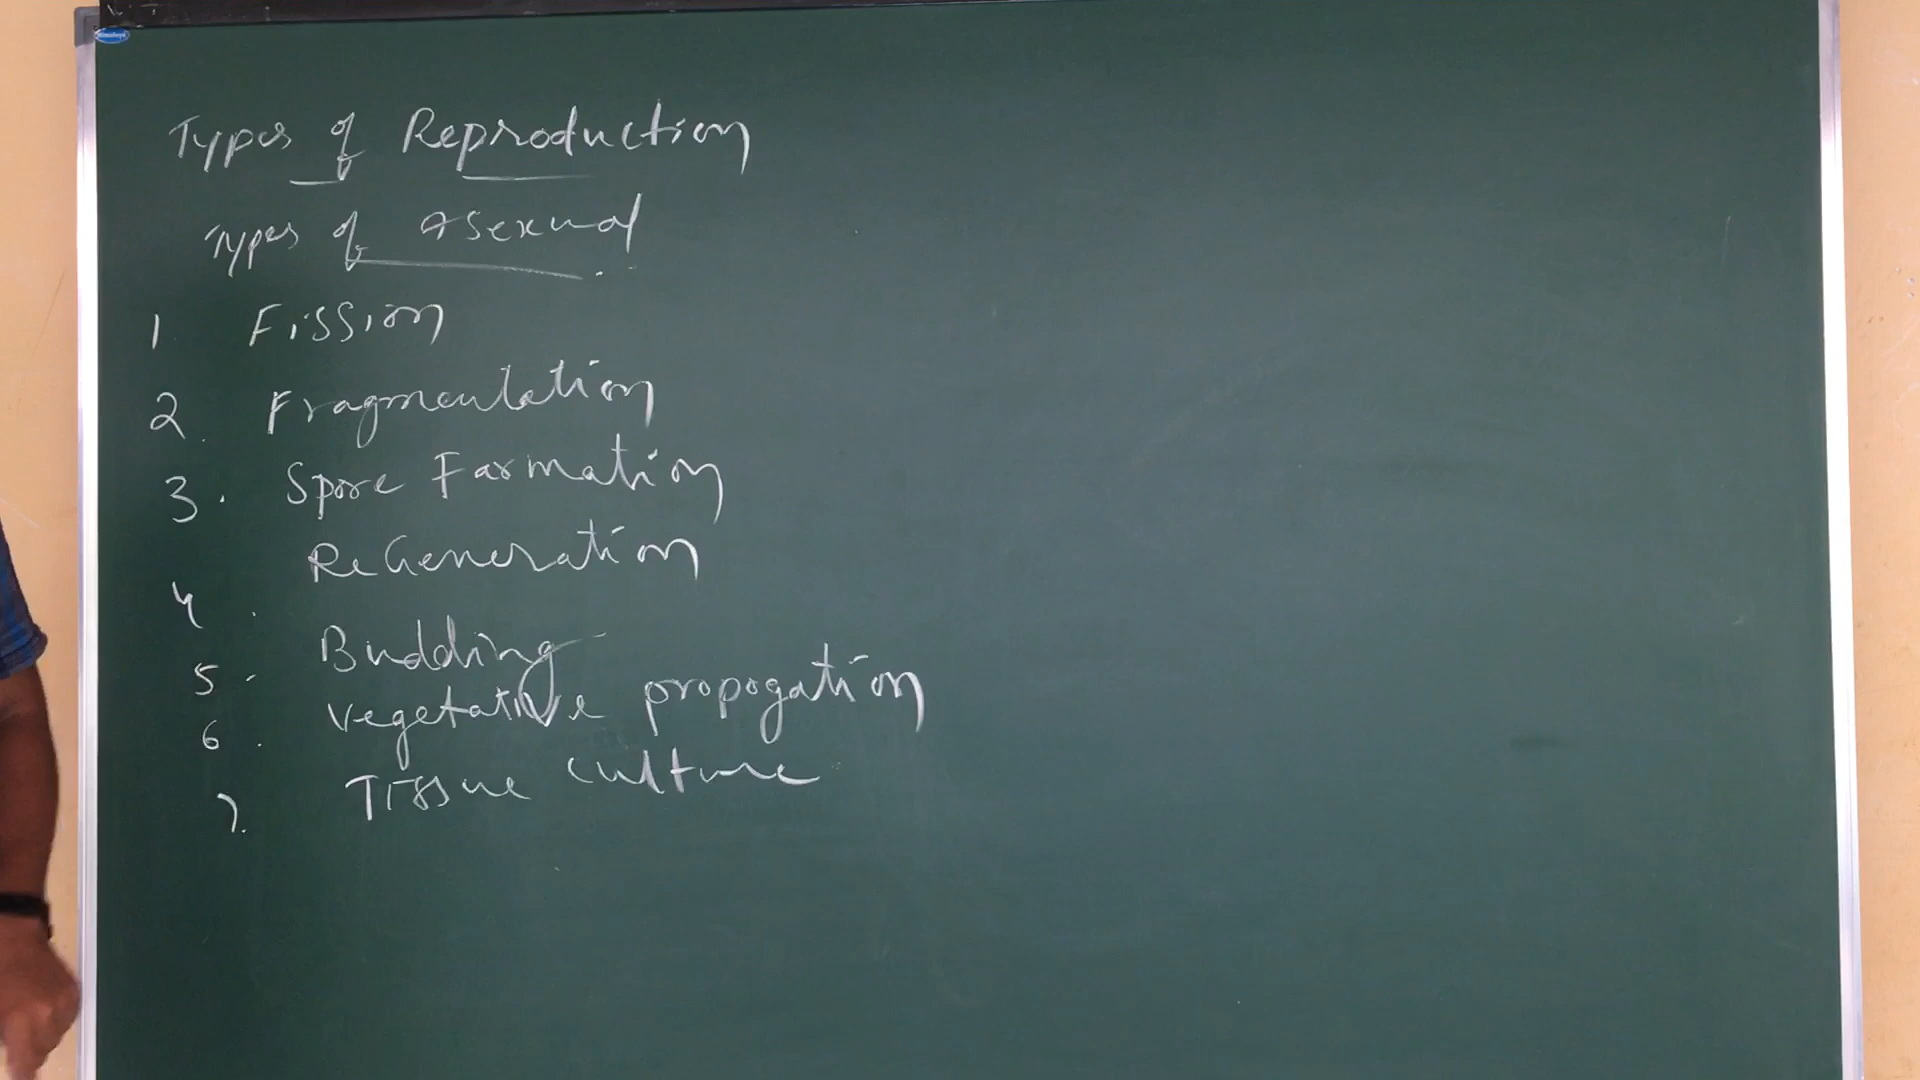 Types of Reproduction
Types of Asexual
1. Fission
2. Fragmentation
3. Spore Formation
4. ReGeneration
5. Budding
6. vegetative propogation
7. Tissue culture